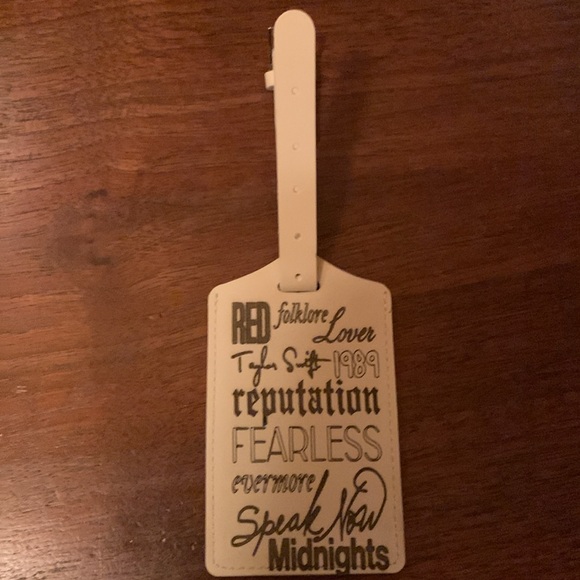 RED folklore Lover
Taylor Swift 1989
reputation
FEARLESS
evermore
Speak Now
Midnights